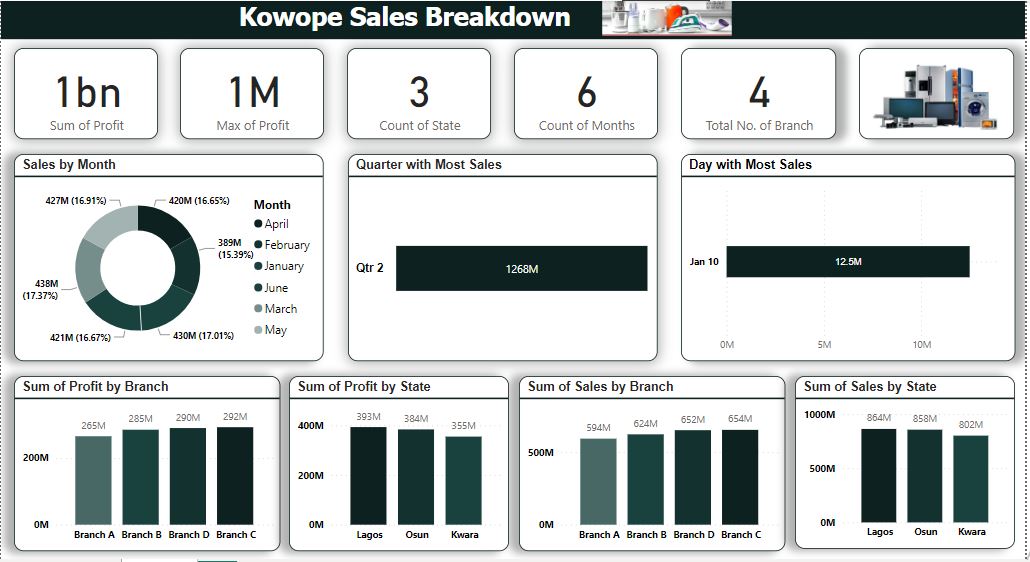 Kowope Sales Breakdown
1bn
Sum of Profit
1M
Max of Profit
3
Count of State
6
Count of Months
4
Total No. of Branch
Sales by Month
427M (16.91%)
420M (16.65%)
389M
(15.39%)
438M
(17.37%)
421M (16.67%)
430M (17.01%)
Month
April
February
January
June
March
May
Quarter with Most Sales
Qtr 2
1268M
Day with Most Sales
Jan 10
12.5M
0M 5M 10M
Sum of Profit by Branch
265M 285M 290M 292M
200M
0M
Branch A Branch B Branch D Branch C
Sum of Profit by State
393M 384M 355M
400M
200M
0M
Lagos Osun Kwara
Sum of Sales by Branch
594M 624M 652M 654M
500M
0M
Branch A Branch B Branch D Branch C
Sum of Sales by State
1000M
864M 858M 802M
500M
0M
Lagos Osun Kwara